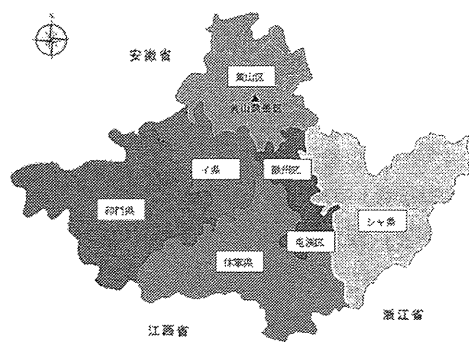 安徽省
黄山区
黄山風景区
イ県
徽州区
祁門県
シャ県
屯渓区
休寧県
浙江省
江西省